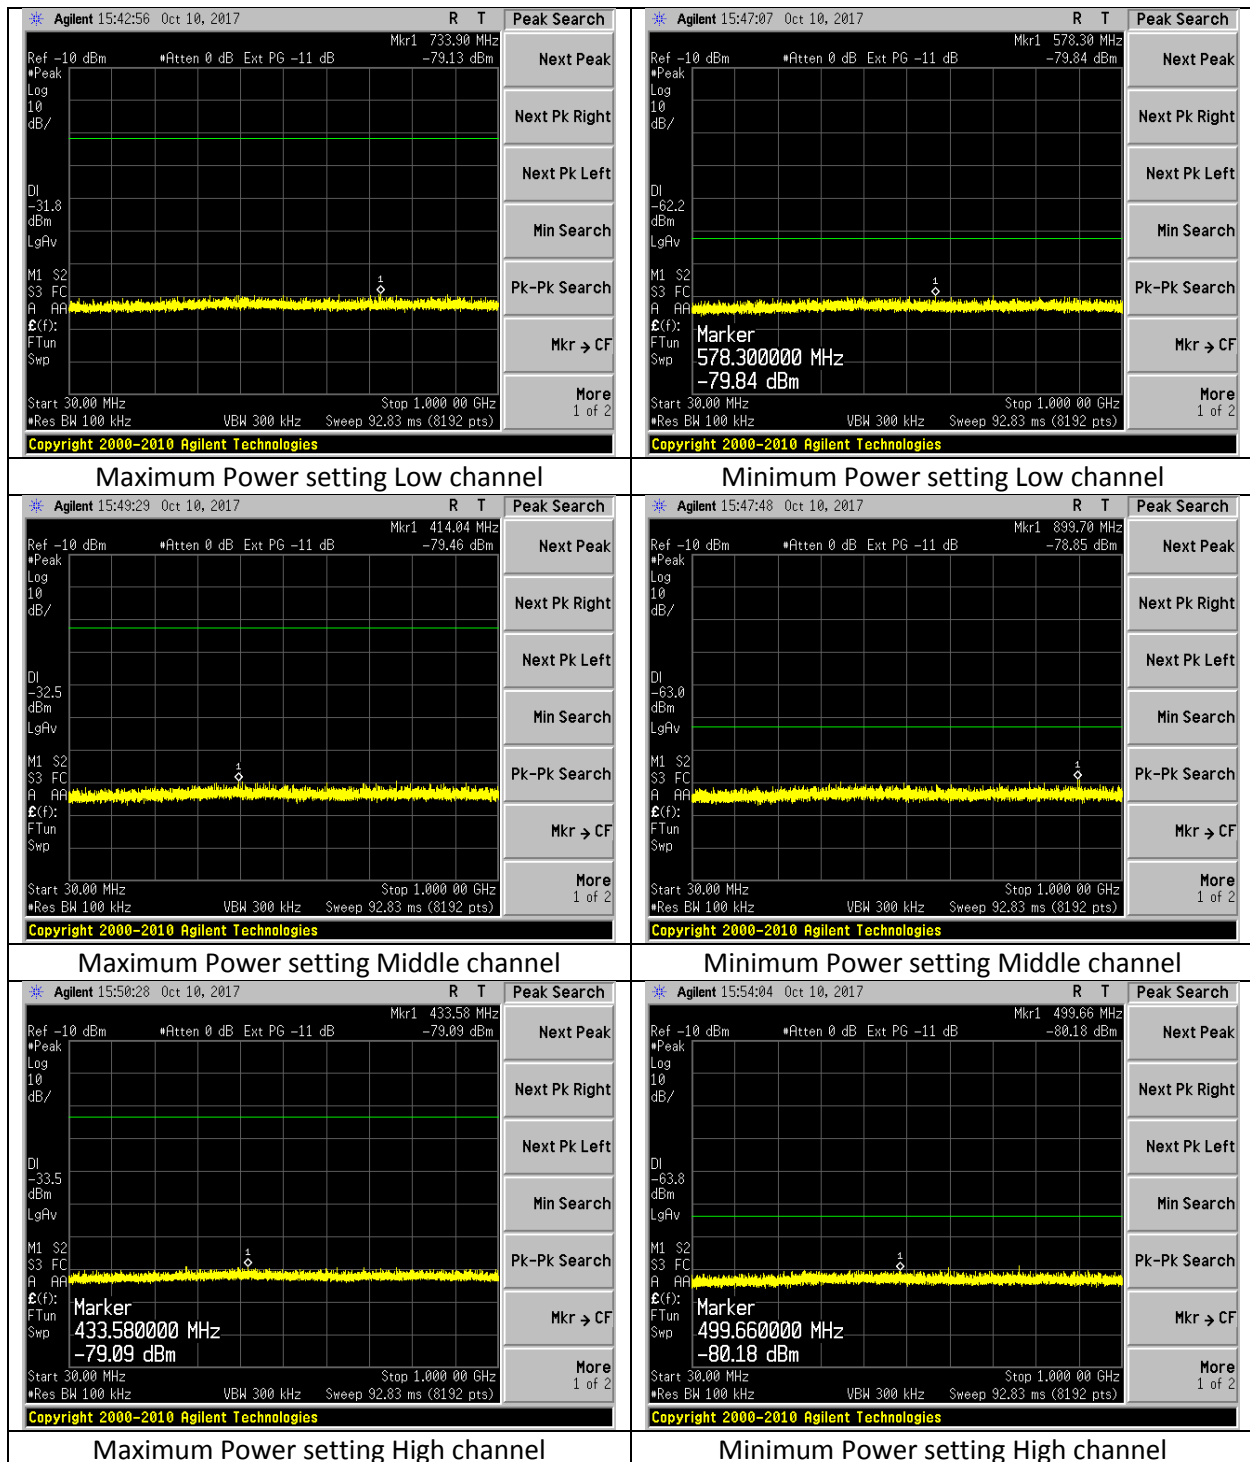 Agilent 15:42:56 Oct 10, 2017 R T Peak Search
Mkr1 733.90 MHz
Ref -10 dBm #Atten 0 dB Ext PG -11 dB -79.13 dBm
#Peak
Log
10
dB/
DI
-31.8
dBm
LgAv
M1 S2
S3 FC
A AA
£(f):
FTun
Swp
1
Start 30.00 MHz Stop 1.000 00 GHz
#Res BW 100 kHz VBW 300 kHz Sweep 92.83 ms (8192 pts)
Copyright 2000-2010 Agilent Technologies
Next Peak
Next Pk Right
Next Pk Left
Min Search
Pk-Pk Search
Mkr → CF
More
1 of 2
Maximum Power setting Low channel
Agilent 15:47:07 Oct 10, 2017 R T Peak Search
Mkr1 578.30 MHz
Ref -10 dBm #Atten 0 dB Ext PG -11 dB -79.84 dBm
#Peak
Log
10
dB/
DI
-62.2
dBm
LgAv
M1 S2
S3 FC
A AA
£(f):
FTun
Swp
1
Marker
578.300000 MHz
-79.84 dBm
Start 30.00 MHz Stop 1.000 00 GHz
#Res BW 100 kHz VBW 300 kHz Sweep 92.83 ms (8192 pts)
Copyright 2000-2010 Agilent Technologies
Next Peak
Next Pk Right
Next Pk Left
Min Search
Pk-Pk Search
Mkr → CF
More
1 of 2
Minimum Power setting Low channel
Agilent 15:49:29 Oct 10, 2017 R T Peak Search
Mkr1 414.04 MHz
Ref -10 dBm #Atten 0 dB Ext PG -11 dB -79.46 dBm
#Peak
Log
10
dB/
DI
-32.5
dBm
LgAv
M1 S2
S3 FC
A AA
£(f):
FTun
Swp
1
Start 30.00 MHz Stop 1.000 00 GHz
#Res BW 100 kHz VBW 300 kHz Sweep 92.83 ms (8192 pts)
Copyright 2000-2010 Agilent Technologies
Next Peak
Next Pk Right
Next Pk Left
Min Search
Pk-Pk Search
Mkr → CF
More
1 of 2
Maximum Power setting Middle channel
Agilent 15:47:48 Oct 10, 2017 R T Peak Search
Mkr1 899.70 MHz
Ref -10 dBm #Atten 0 dB Ext PG -11 dB -78.85 dBm
#Peak
Log
10
dB/
DI
-63.0
dBm
LgAv
M1 S2
S3 FC
A AA
£(f):
FTun
Swp
1
Start 30.00 MHz Stop 1.000 00 GHz
#Res BW 100 kHz VBW 300 kHz Sweep 92.83 ms (8192 pts)
Copyright 2000-2010 Agilent Technologies
Next Peak
Next Pk Right
Next Pk Left
Min Search
Pk-Pk Search
Mkr → CF
More
1 of 2
Minimum Power setting Middle channel
Agilent 15:50:28 Oct 10, 2017 R T Peak Search
Mkr1 433.58 MHz
Ref -10 dBm #Atten 0 dB Ext PG -11 dB -79.09 dBm
#Peak
Log
10
dB/
DI
-33.5
dBm
LgAv
M1 S2
S3 FC
A AA
£(f):
FTun
Swp
1
Marker
433.580000 MHz
-79.09 dBm
Start 30.00 MHz Stop 1.000 00 GHz
#Res BW 100 kHz VBW 300 kHz Sweep 92.83 ms (8192 pts)
Copyright 2000-2010 Agilent Technologies
Next Peak
Next Pk Right
Next Pk Left
Min Search
Pk-Pk Search
Mkr → CF
More
1 of 2
Maximum Power setting High channel
Agilent 15:54:04 Oct 10, 2017 R T Peak Search
Mkr1 499.66 MHz
Ref -10 dBm #Atten 0 dB Ext PG -11 dB -80.18 dBm
#Peak
Log
10
dB/
DI
-63.8
dBm
LgAv
M1 S2
S3 FC
A AA
£(f):
FTun
Swp
1
Marker
499.660000 MHz
-80.18 dBm
Start 30.00 MHz Stop 1.000 00 GHz
#Res BW 100 kHz VBW 300 kHz Sweep 92.83 ms (8192 pts)
Copyright 2000-2010 Agilent Technologies
Next Peak
Next Pk Right
Next Pk Left
Min Search
Pk-Pk Search
Mkr → CF
More
1 of 2
Minimum Power setting High channel